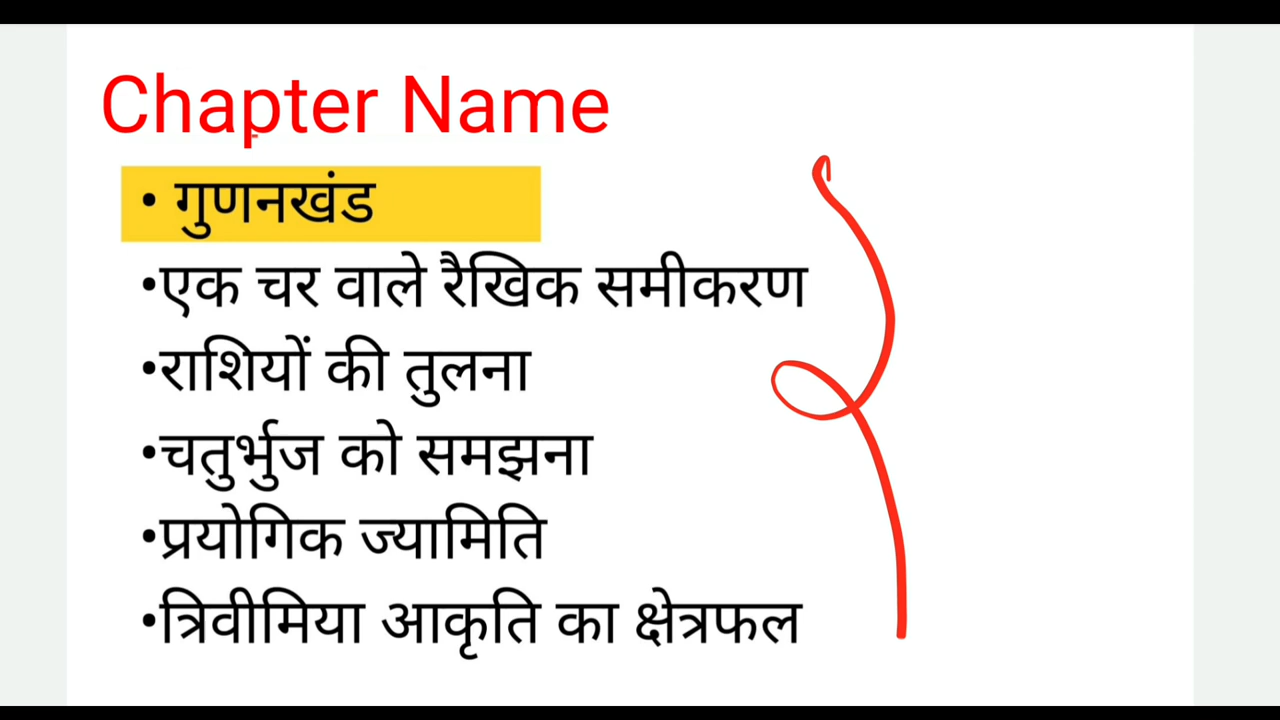 Chapter Name
• गुणनखंड
•एक चर वाले रैखिक समीकरण
•राशियों की तुलना
•चतुर्भुज को समझना
•प्रयोगिक ज्यामिति
•त्रिवीमिया आकृति का क्षेत्रफल